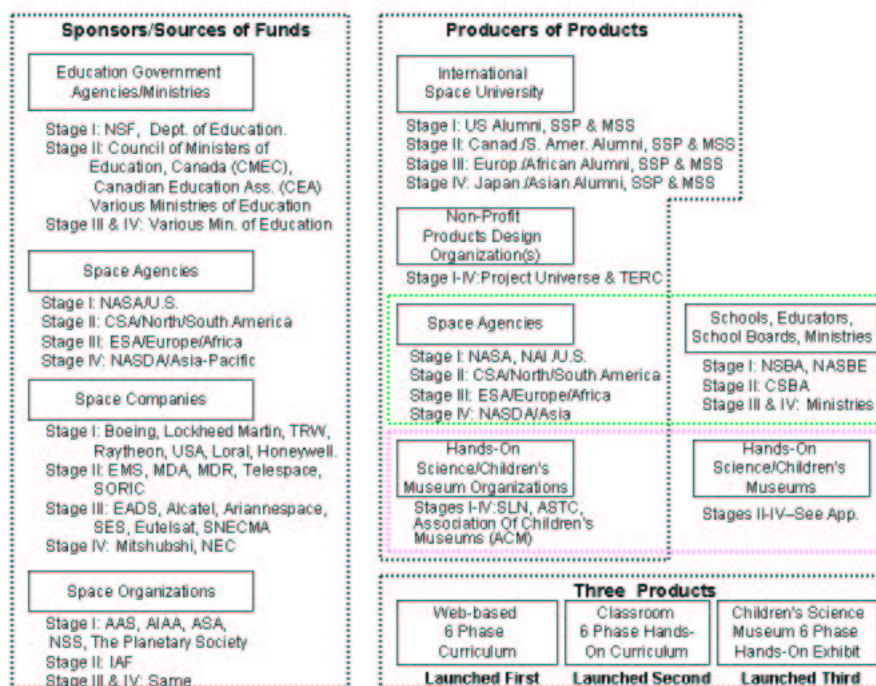 Sponsors/Sources of Funds
Education Government
Agencies/Ministries
Stage I: NSF, Dept. of Education.
Stage II: Council of Ministers of
Education, Canada (CMEC),
Canadian Education Ass. (CEA)
Various Ministries of Education
Stage III & IV: Various Min. of Education
Space Agencies
Stage I: NASA/U.S.
Stage II: CSA/North/South America
Stage III: ESA/Europe/Africa
Stage IV: NASDA/Asia-Pacific
Space Companies
Stage I: Boeing, Lockheed Martin, TRW,
Raytheon, USA, Loral, Honeywell.
Stage II: EMS, MDA, MDR, Telespace,
SORIC
Stage III: EADS, Alcatel, Ariannespace,
SES, Eutelsat, SNECMA
Stage IV: Mitshubshi, NEC
Space Organizations
Stage I: AAS, AIAA, ASA,
NSS, The Planetary Society
Stage II: IAF
Stage III & IV: Same
Producers of Products
International
Space University
Stage I: US Alumni, SSP & MSS
Stage II: Canad./S. Amer. Alumni, SSP & MSS
Stage III: Europ./African Alumni, SSP & MSS
Stage IV: Japan./Asian Alumni, SSP & MSS
Non-Profit
Products Design
Organization(s)
Stage I-IV:Project Universe & TERC
Space Agencies
Stage I: NASA, NAI /U.S.
Stage II: CSA/North/South America
Stage III: ESA/Europe/Africa
Stage IV: NASDA/Asia
Schools, Educators,
School Boards, Ministries
Stage I: NSBA, NASBE
Stage II: CSBA
Stage III & IV: Ministries
Hands-On
Science/Children's
Museum Organizations
Stages I-IV:SLN, ASTC,
Association Of Children's
Museums (ACM)
Hands-On
Science/Children's
Museums
Stages II-IV--See App.
Three Products
Web-based
6 Phase
Curriculum
Launched First
Classroom
6 Phase Hands-
On Curriculum
Launched Second
Children's Science
Museum 6 Phase
Hands-On Exhibit
Launched Third